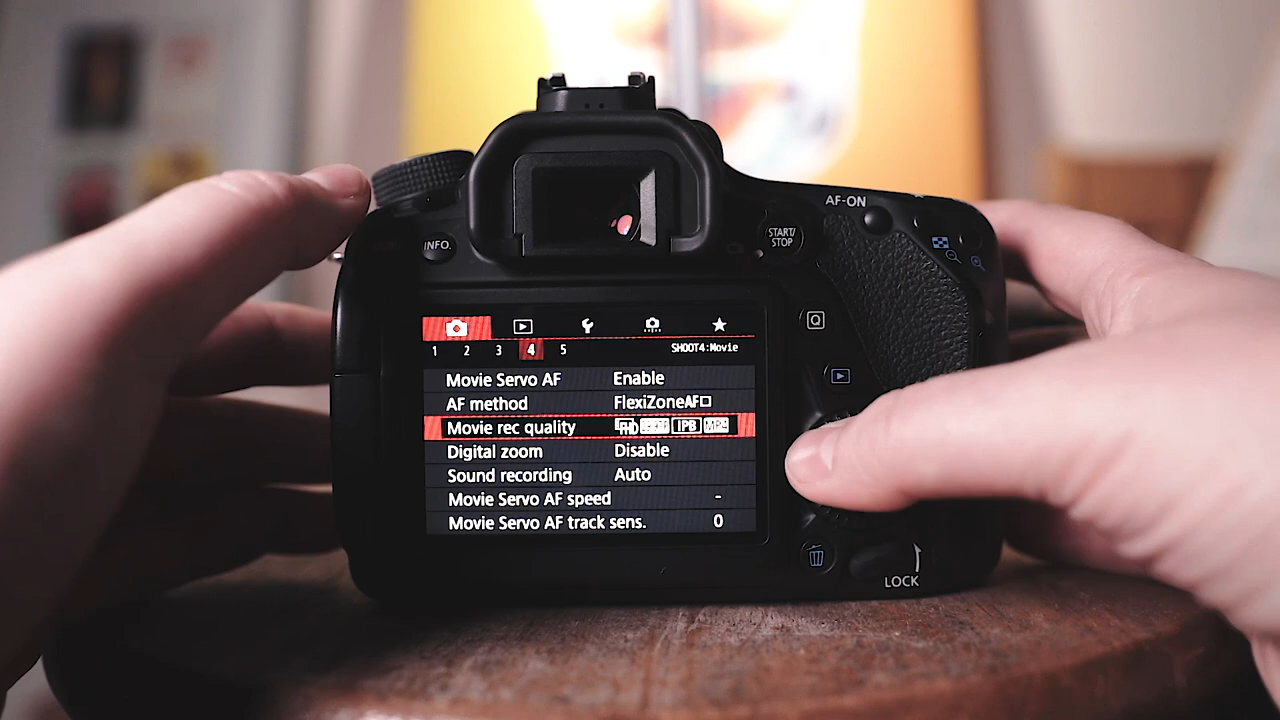 AF-ON
START/
STOP
INFO.
Q
1 2 3 4 5 SHOOT4:Movie
Movie Servo AF Enable
AF method FlexiZoneAF□
Movie rec quality IPB
Digital zoom Disable
Sound recording Auto
Movie Servo AF speed -
Movie Servo AF track sens. 0
LOCK